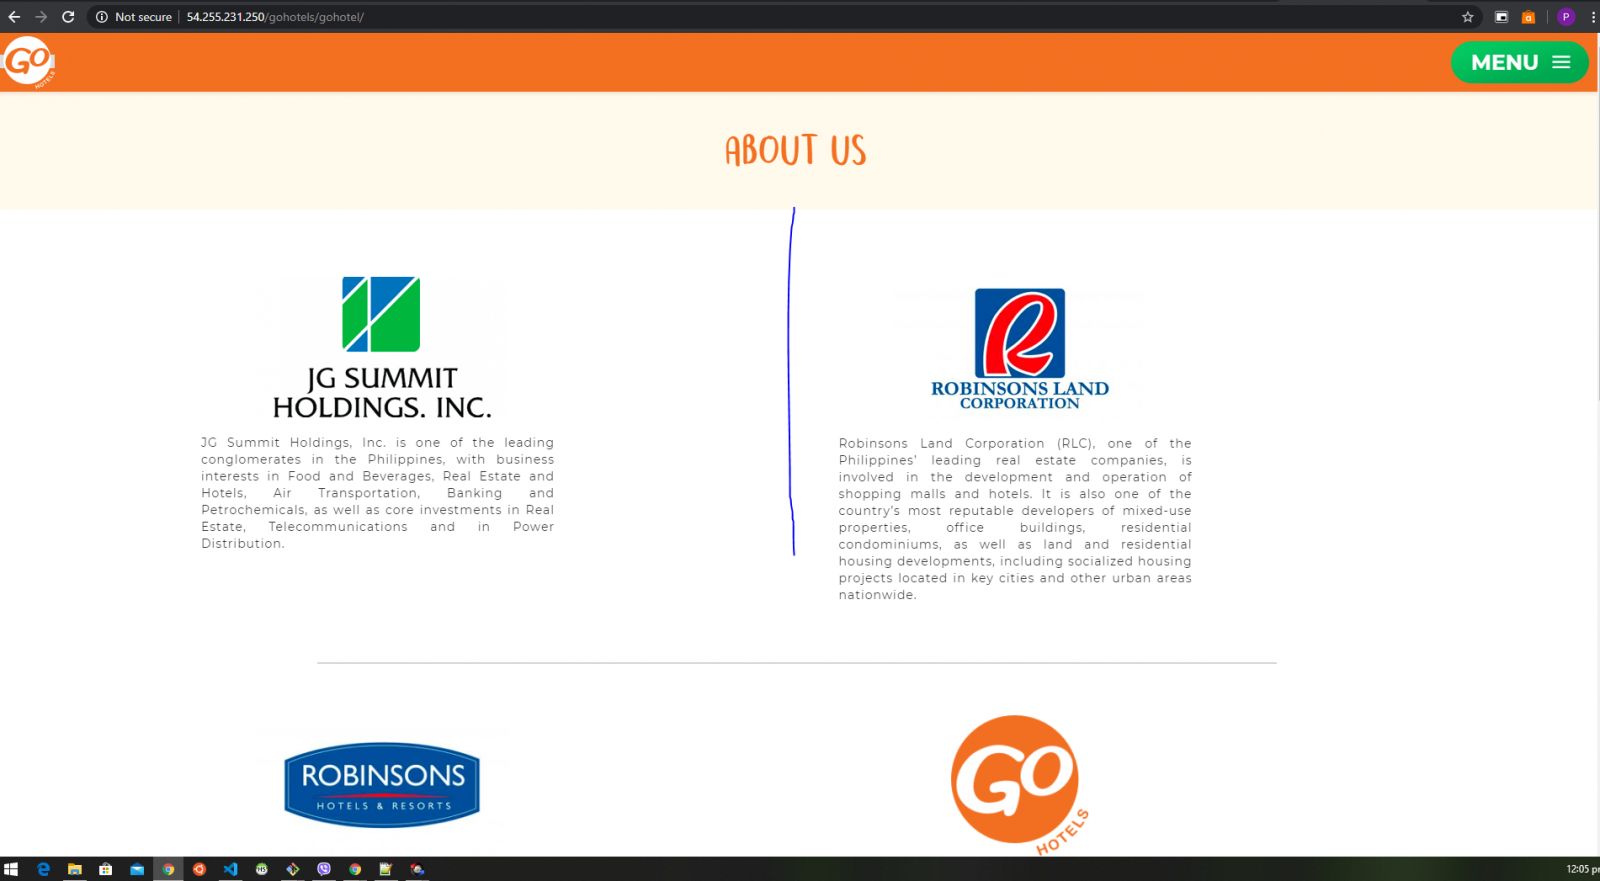 Not secure
54.255.231.250/gohotels/gohotel/
P
GO
HOTELS
MENU
ABOUT US
JG SUMMIT
HOLDINGS. INC.
JG Summit Holdings, Inc. is one of the leading
conglomerates in the Philippines, with business
interests in Food and Beverages, Real Estate and
Hotels, Air Transportation, Banking and
Petrochemicals, as well as core investments in Real
Estate, Telecommunications and in Power
Distribution.
R
ROBINSONS LAND
CORPORATION
Robinsons Land Corporation (RLC), one of the
Philippines’ leading real estate companies, is
involved in the development and operation of
shopping malls and hotels. It is also one of the
country’s most reputable developers of mixed-use
properties, office buildings, residential
condominiums, as well as land and residential
housing developments, including socialized housing
projects located in key cities and other urban areas
nationwide.
ROBINSONS
HOTELS & RESORTS
GO
HOTELS
12:05 p